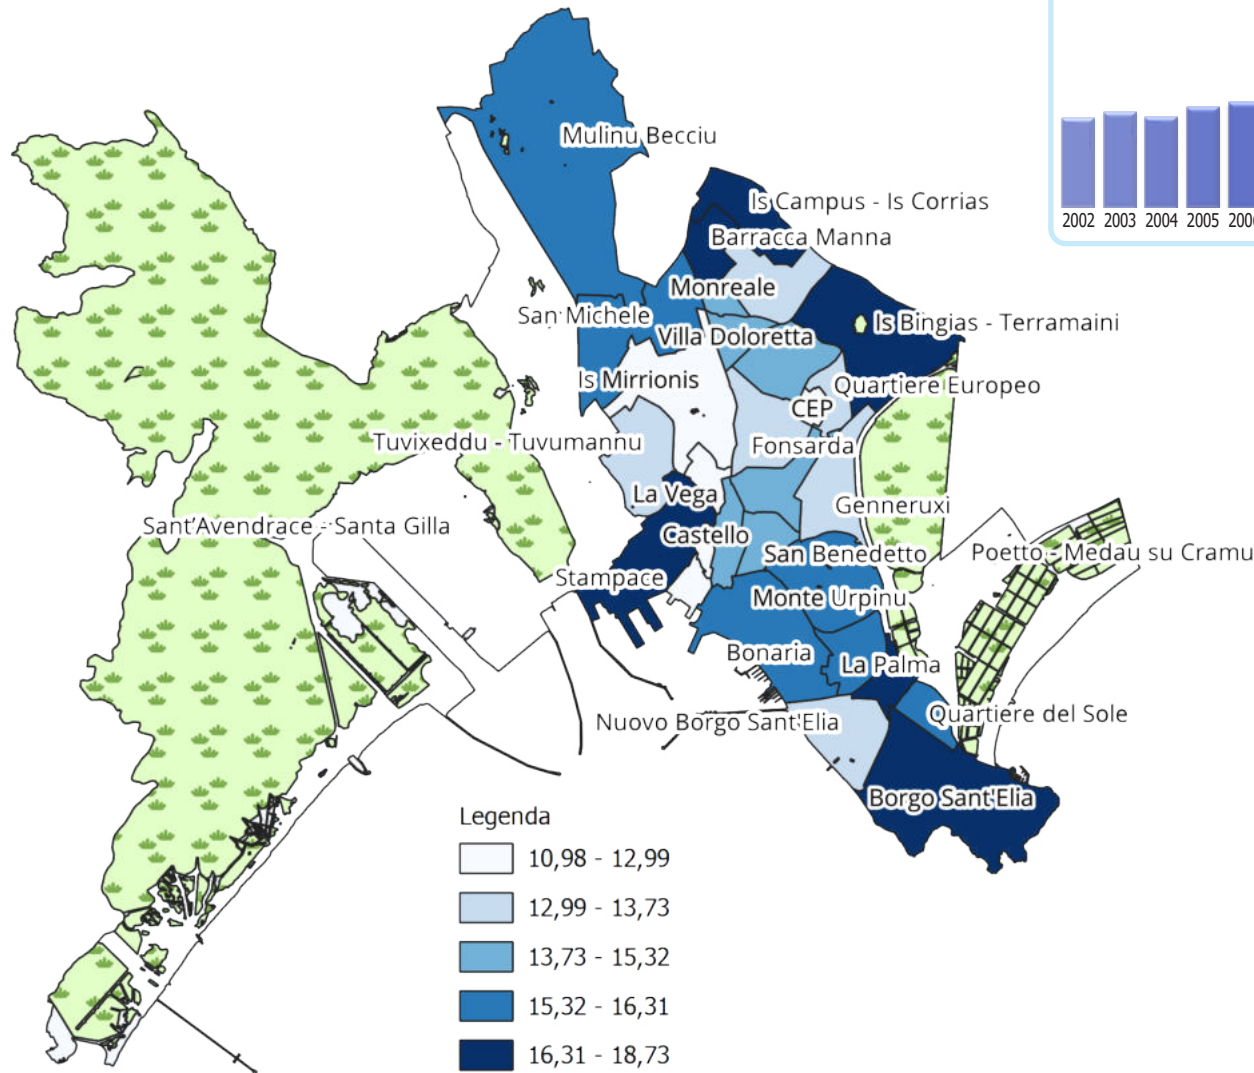 Mulinu Becciu
Is Campus - Is Corrias
2002 2003 2004 2005
Barracca Manna
Monreale
San Michele
Is Bingias - Terramaini
Villa Doloretta
Is Mirrionis
Quartiere Europeo
CEP
Tuvixeddu - Tuvumannu
Fonsarda
La Vega
Genneruxi
Sant'Avendrace - Santa Gilla
Castello
San Benedetto
Poetto - Medau su Cramu
Stampace
Monte Urpinu
Bonaria
La Palma
Nuovo Borgo Sant'Elia
Quartiere del Sole
Borgo Sant'Elia
Legenda
10,98 - 12,99
12,99 - 13,73
13,73 - 15,32
15,32 - 16,31
16,31 - 18,73